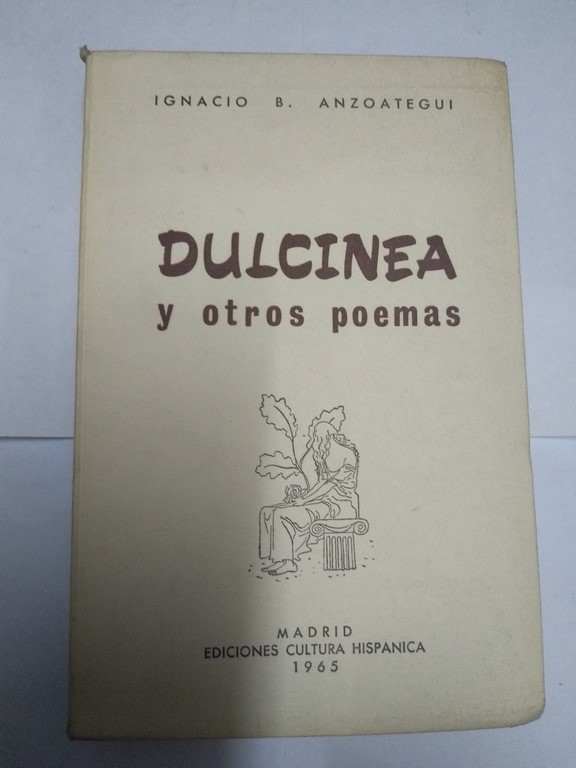 IGNACIO B. ANZOATEGUI
DULCINEA
y otros poemas
MADRID
EDICIONES CULTURA HISPANICA
1965